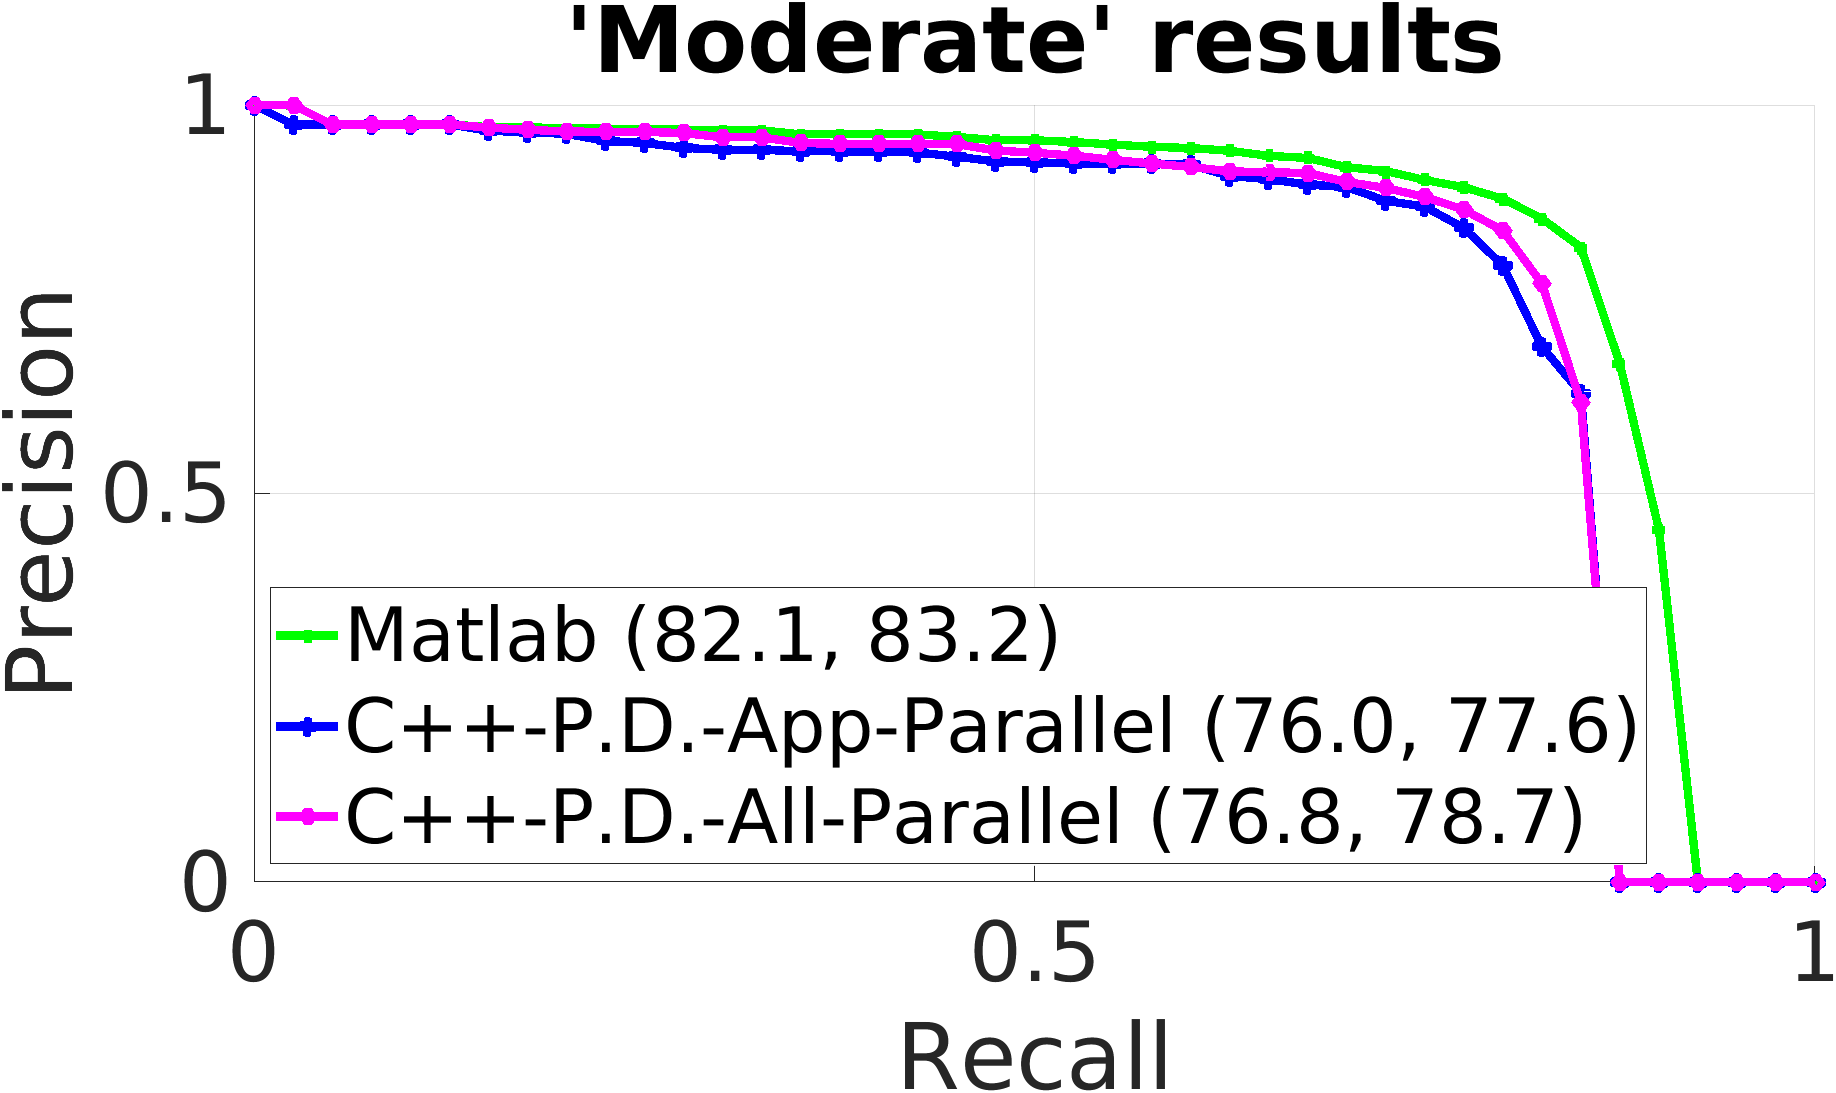 'Moderate' results
1
0.5
0
Precision
Matlab (82.1, 83.2)
C++-P.D.-App-Parallel (76.0, 77.6)
C++-P.D.-All-Parallel (76.8, 78.7)
0 0.5 1
Recall